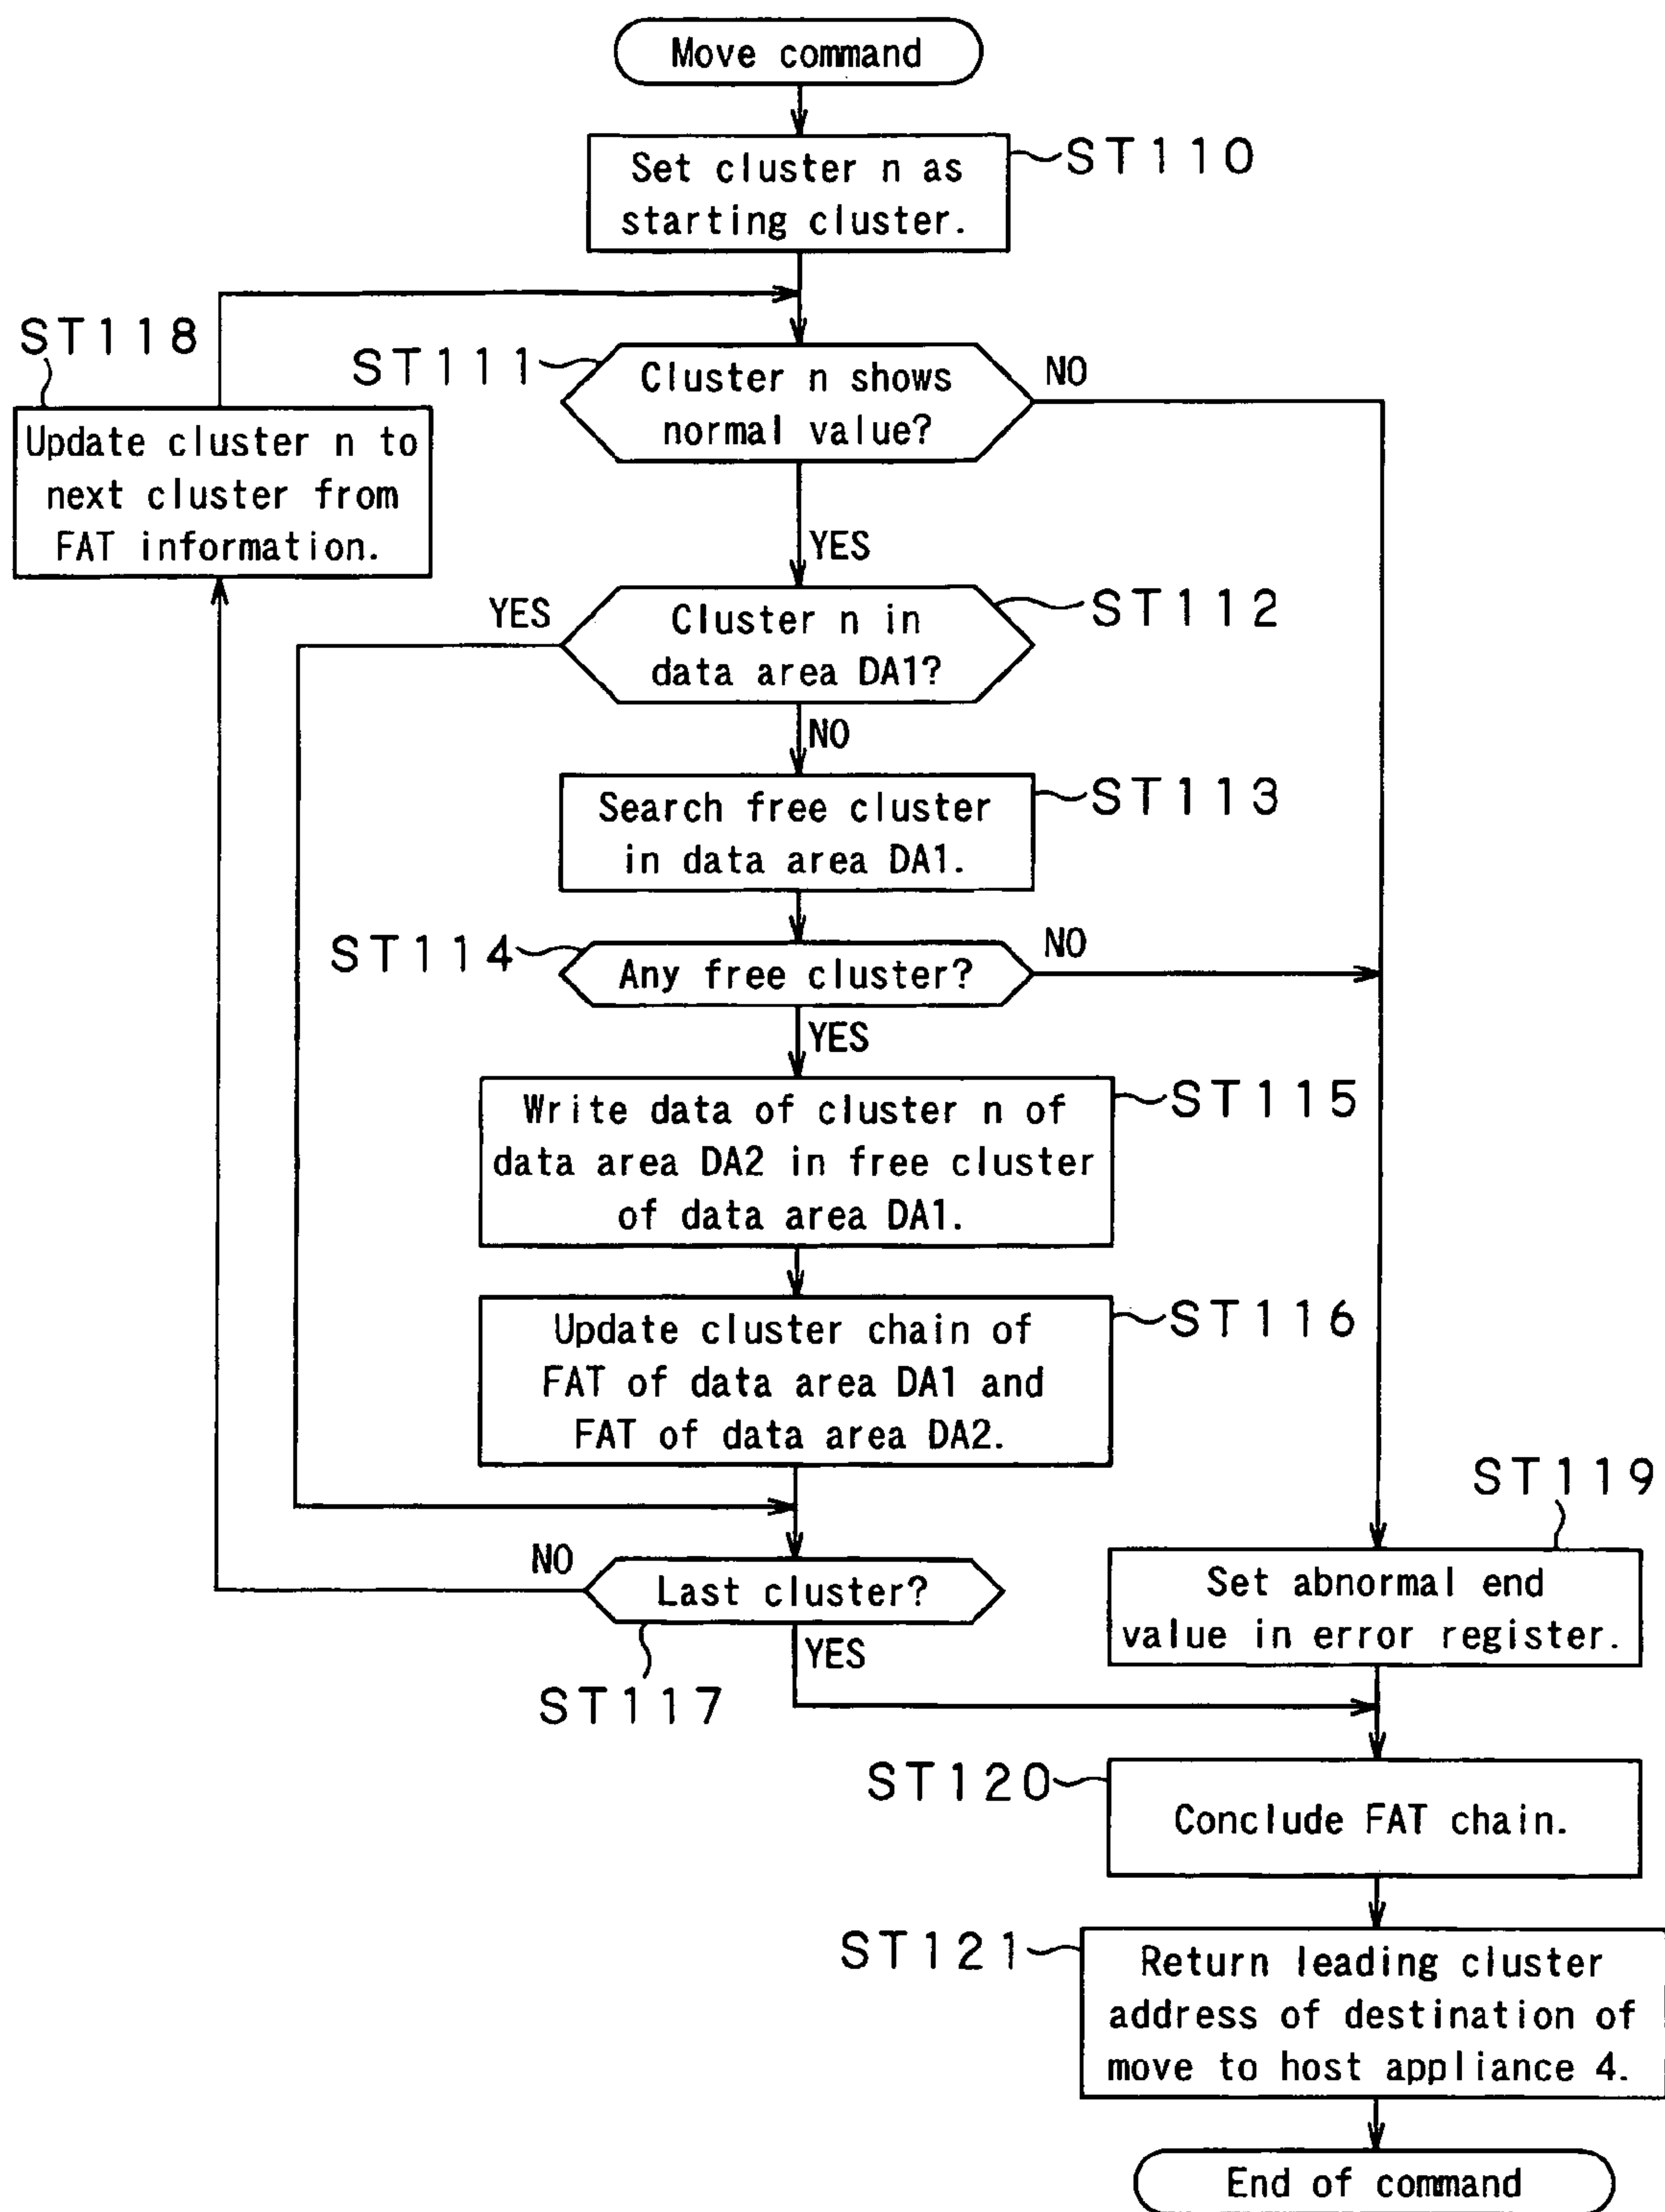 Move command
ST110
Set cluster n as
starting cluster.
ST118
Update cluster n to
next cluster from
FAT information.
ST111
Cluster n shows
normal value?
NO
YES
YES
ST112
Cluster n in
data area DA1?
NO
ST113
Search free cluster
in data area DA1.
ST114
Any free cluster?
NO
YES
ST115
Write data of cluster n of
data area DA2 in free cluster
of data area DA1.
ST116
Update cluster chain of
FAT of data area DA1 and
FAT of data area DA2.
NO
Last cluster?
YES
ST117
ST119
Set abnormal end
value in error register.
ST120
Conclude FAT chain.
ST121
Return leading cluster
address of destination of
move to host appliance 4.
End of command